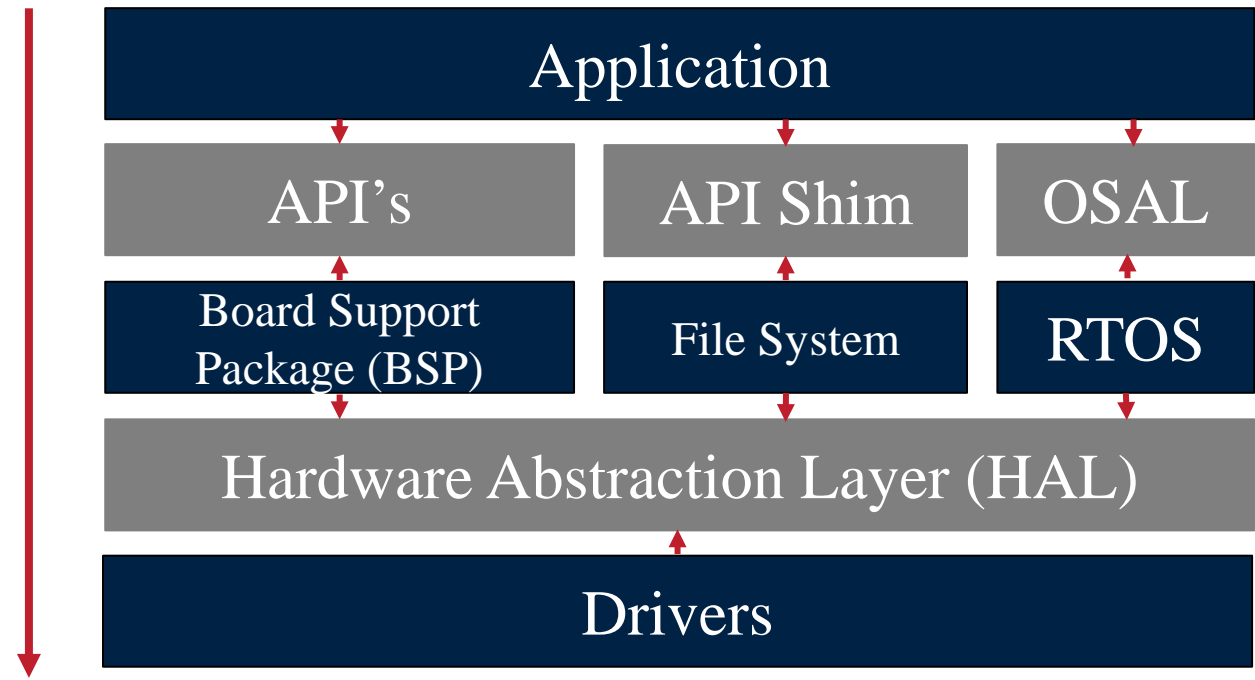 Application
API’s
API Shim
OSAL
Board Support
Package (BSP)
File System
RTOS
Hardware Abstraction Layer (HAL)
Drivers